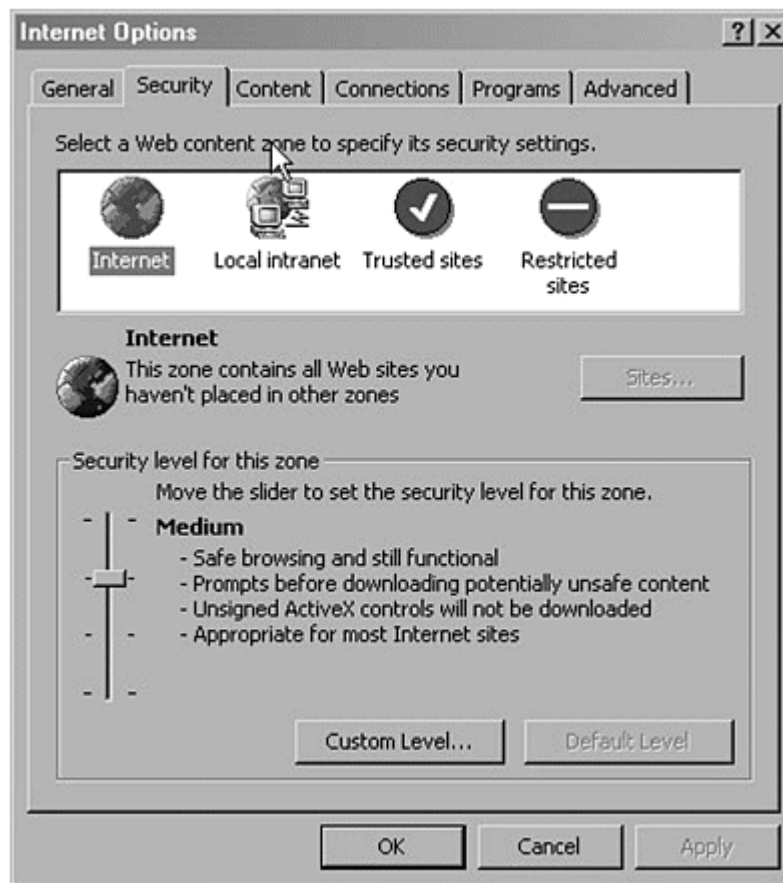 Internet Options
General Security Content Connections Programs Advanced
Select a Web content zone to specify its security settings.
Internet Local intranet Trusted sites Restricted
sites
Internet
This zone contains all Web sites you
haven't placed in other zones
Sites...
Security level for this zone
Move the slider to set the security level for this zone.
Medium
- Safe browsing and still functional
- Prompts before downloading potentially unsafe content
- Unsigned ActiveX controls will not be downloaded
- Appropriate for most Internet sites
Custom Level... Default Level
OK Cancel Apply